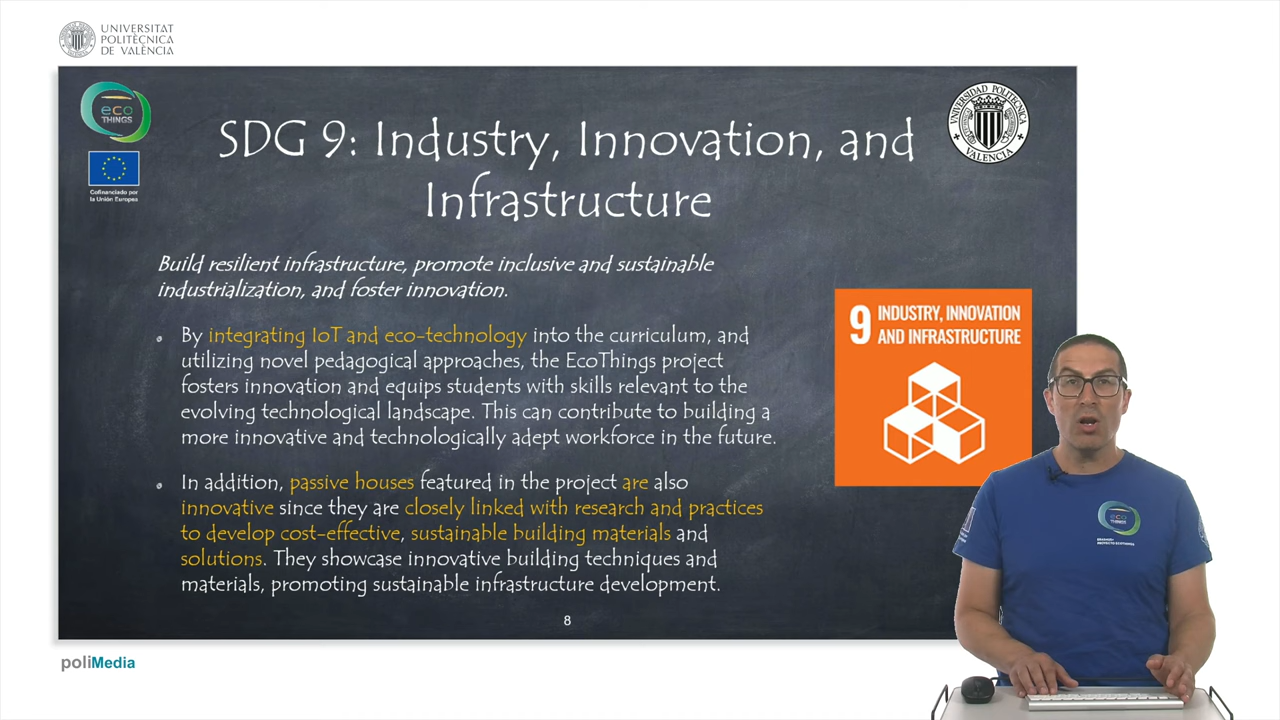 UNIVERSITAT
POLITÈCNICA
DE VALÈNCIA
eco
THINGS
Cofinanciado por
la Unión Europea
UNIVERSIDAD POLITECNICA
VALENCIA
SDG 9: Industry, Innovation, and
Infrastructure
Build resilient infrastructure, promote inclusive and sustainable
industrialization, and foster innovation.
By integrating IoT and eco-technology into the curriculum, and
utilizing novel pedagogical approaches, the EcoThings project
fosters innovation and equips students with skills relevant to the
evolving technological landscape. This can contribute to building a
more innovative and technologically adept workforce in the future.
In addition, passive houses featured in the project are also
innovative since they are closely linked with research and practices
to develop cost-effective, sustainable building materials and
solutions. They showcase innovative building techniques and
materials, promoting sustainable infrastructure development.
9 INDUSTRY, INNOVATION
AND INFRASTRUCTURE
8
eco
THINGS
poliMedia